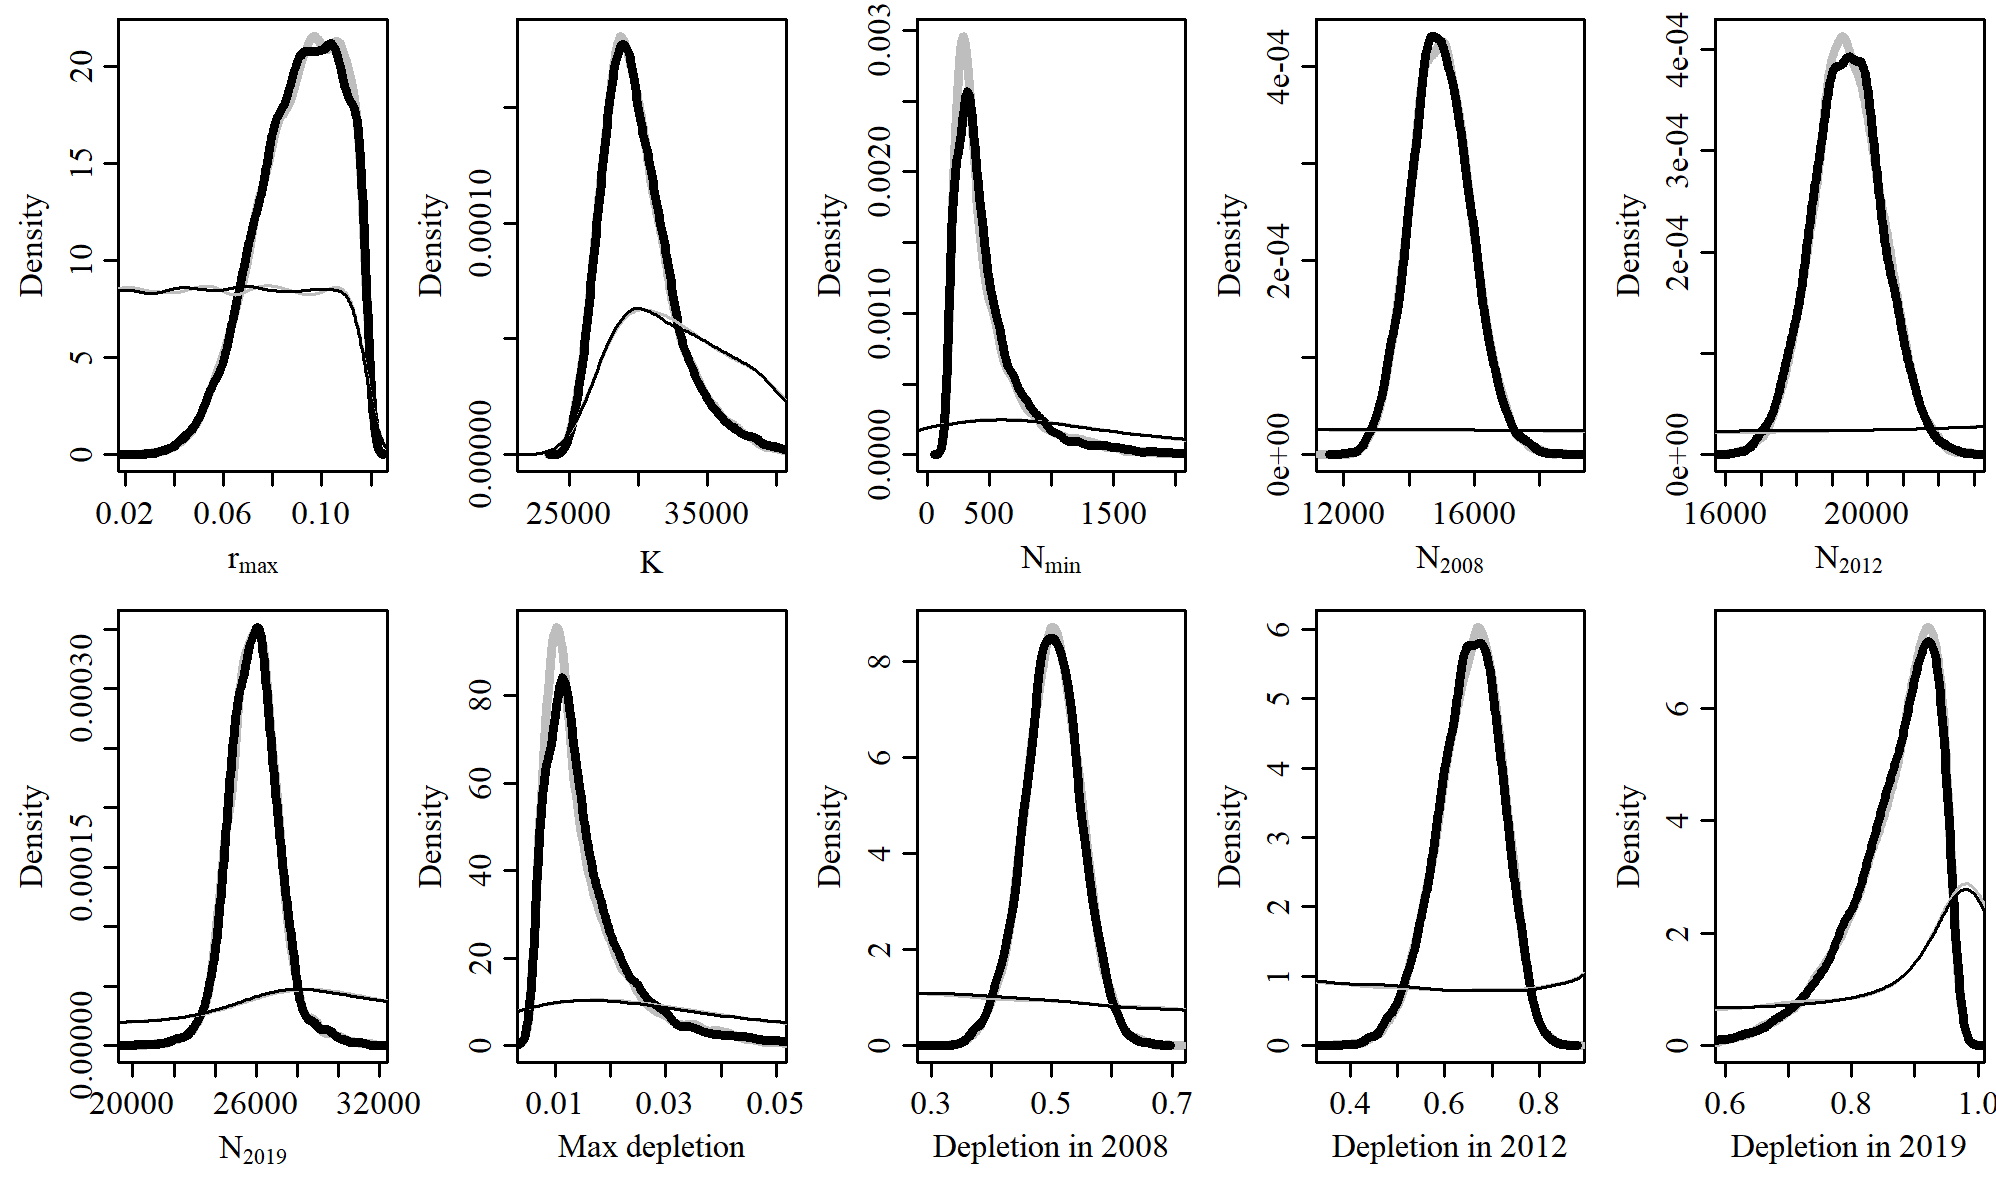 Density
0 5 10 15 20
0.02 0.06 0.10
rmax
Density
0.00000 0.00010
25000 35000
K
Density
0.0000 0.0010 0.0020 0.003
0 500 1500
Nmin
Density
0e+00 2e-04 4e-04
12000 16000
N2008
Density
0e+00 2e-04 3e-04 4e-04
16000 20000
N2012
Density
0.00000 0.00015 0.00030
20000 26000 32000
N2019
Density
0 20 40 60 80
0.01 0.03 0.05
Max depletion
Density
0 2 4 6 8
0.3 0.5 0.7
Depletion in 2008
Density
0 1 2 3 4 5 6
0.4 0.6 0.8
Depletion in 2012
Density
0 2 4 6
0.6 0.8 1.0
Depletion in 2019